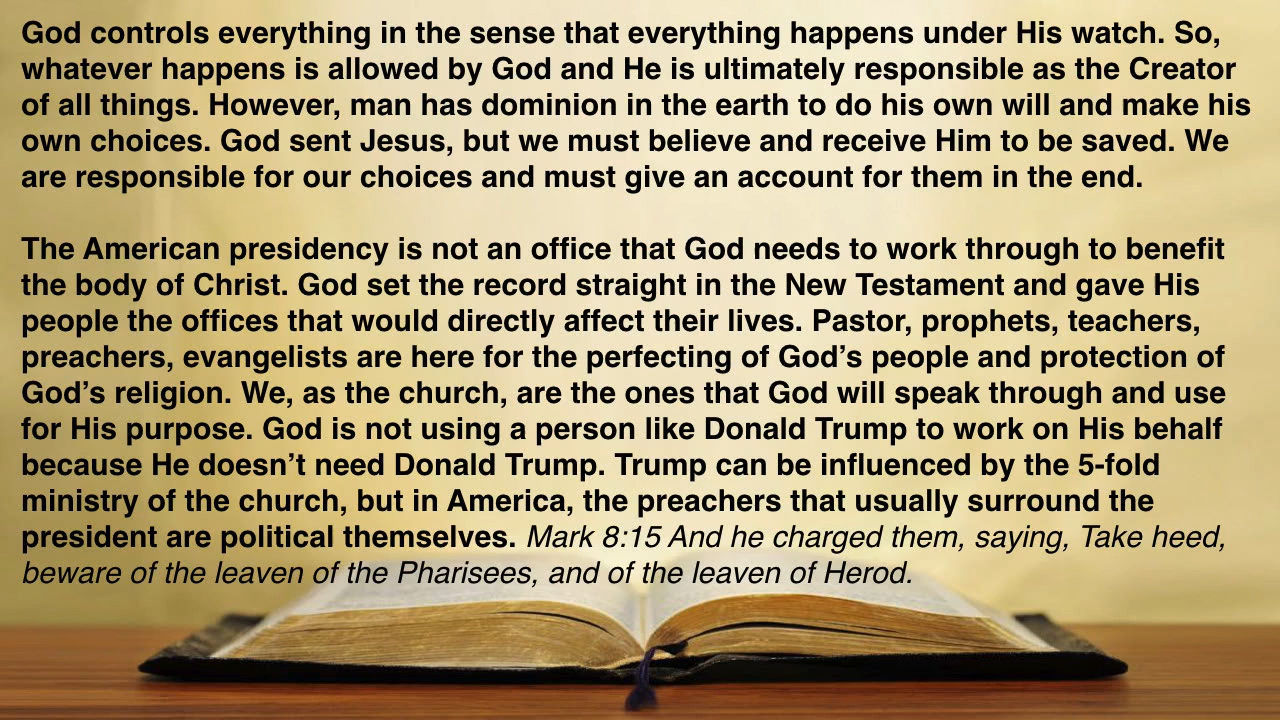 God controls everything in the sense that everything happens under His watch. So,
whatever happens is allowed by God and He is ultimately responsible as the Creator
of all things. However, man has dominion in the earth to do his own will and make his
own choices. God sent Jesus, but we must believe and receive Him to be saved. We
are responsible for our choices and must give an account for them in the end.
The American presidency is not an office that God needs to work through to benefit
the body of Christ. God set the record straight in the New Testament and gave His
people the offices that would directly affect their lives. Pastor, prophets, teachers,
preachers, evangelists are here for the perfecting of God’s people and protection of
God’s religion. We, as the church, are the ones that God will speak through and use
for His purpose. God is not using a person like Donald Trump to work on His behalf
because He doesn’t need Donald Trump. Trump can be influenced by the 5-fold
ministry of the church, but in America, the preachers that usually surround the
president are political themselves. Mark 8:15 And he charged them, saying, Take heed,
beware of the leaven of the Pharisees, and of the leaven of Herod.